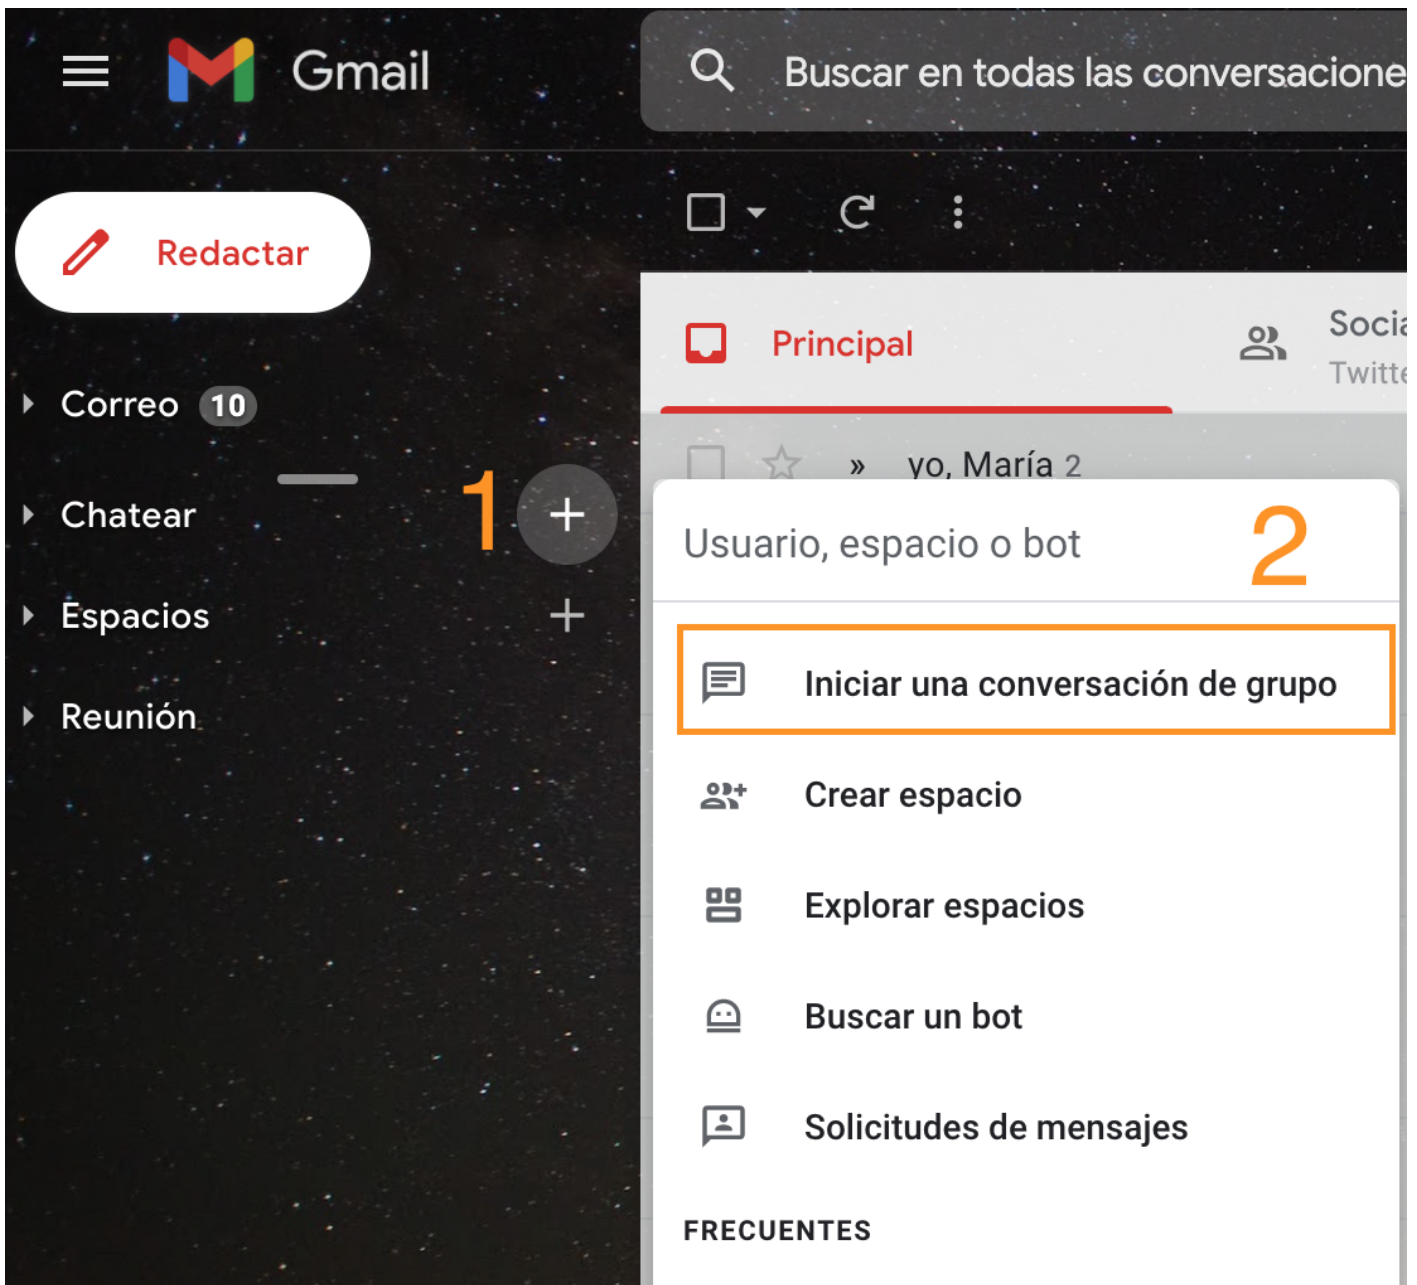 Gmail
Buscar en todas las conversacione
Redactar
Principal
Socia
Twitte
Correo 10
» yo, María 2
1
Chatear
Usuario, espacio o bot
2
Espacios
Iniciar una conversación de grupo
Reunión
Crear espacio
Explorar espacios
Buscar un bot
Solicitudes de mensajes
FRECUENTES